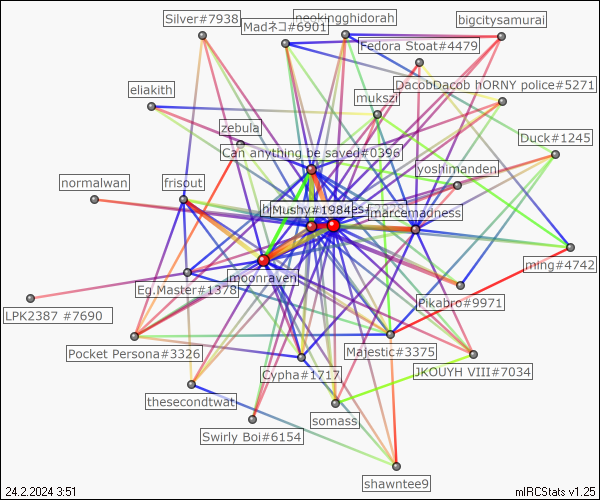 Silver#7938
Madネコ#6901
neokingghidorah
bigcitysamurai
Fedora Stoat#4479
DacobDacob hORNY police#5271
eliakith
mukszi
zebula
Duck#1245
Can anything be saved#0396
yoshimanden
normalwan
frisout
Mushy#1984
marcemadness
moonraven
ming#4742
Eg.Master#1378
Pikabro#9971
LPK2387 #7690
Pocket Persona#3326
Majestic#3375
Cypha#1717
JKOUYH VIII#7034
thesecondtwat
somass
Swirly Boi#6154
shawntee9
24.2.2024 3:51
mIRCStats v1.25